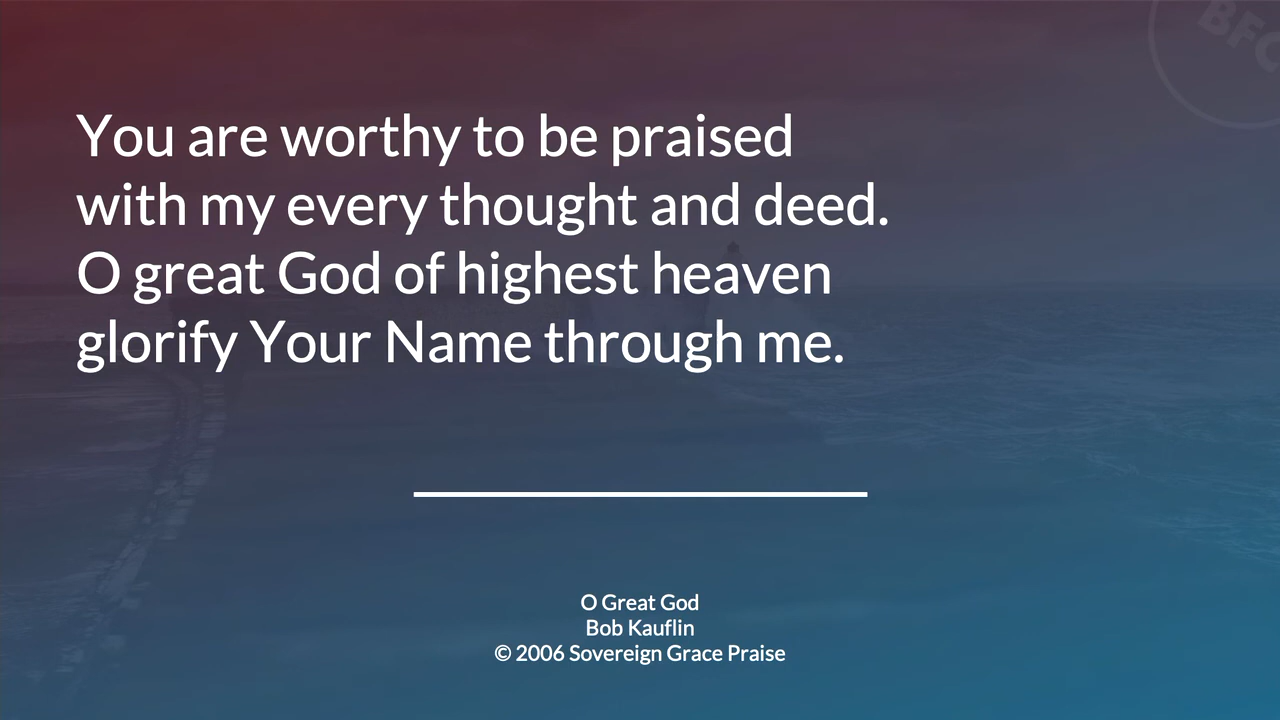 BFC
You are worthy to be praised
with my every thought and deed.
O great God of highest heaven
glorify Your Name through me.
O Great God
Bob Kauflin
© 2006 Sovereign Grace Praise